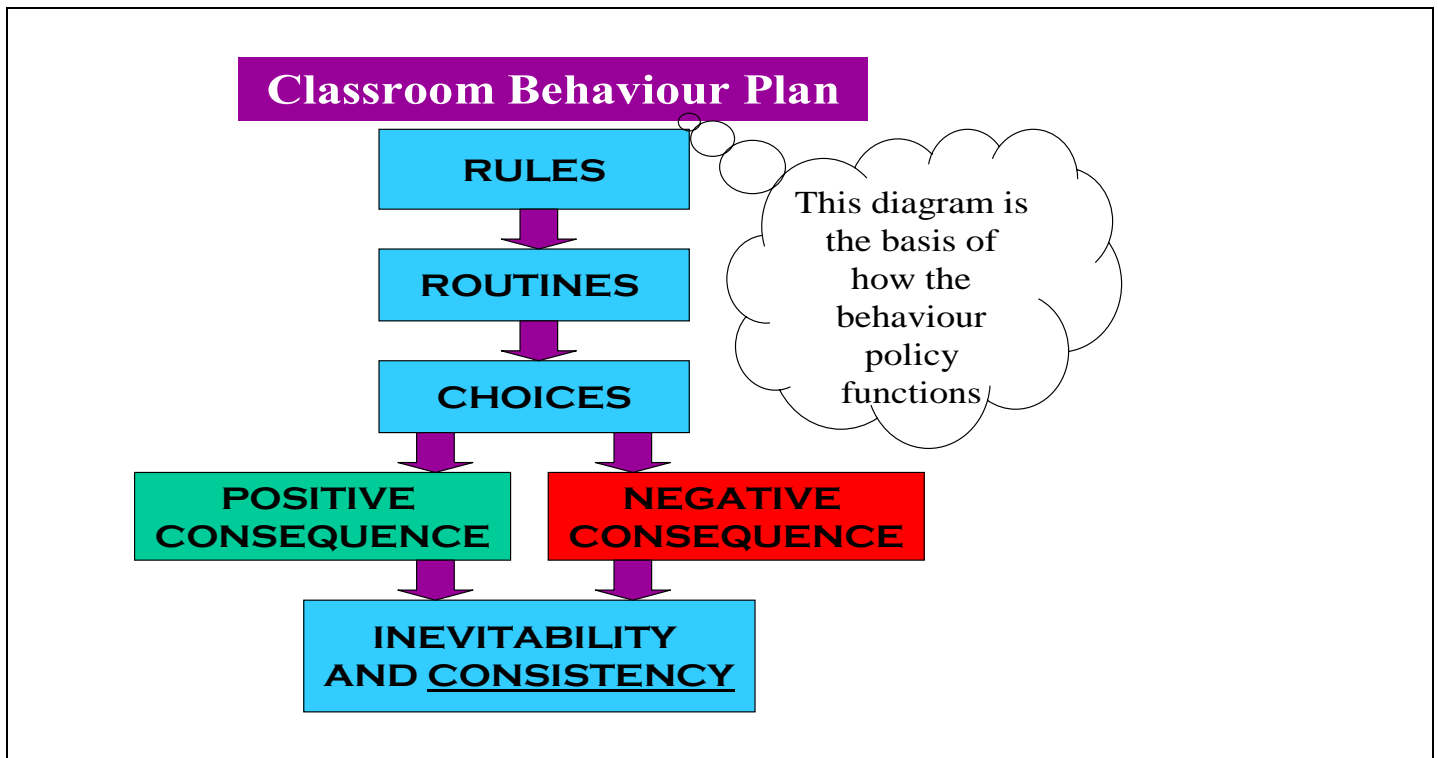 Classroom Behaviour Plan
RULES
ROUTINES
CHOICES
POSITIVE
CONSEQUENCE
NEGATIVE
CONSEQUENCE
INEVITABILITY
AND CONSISTENCY
This diagram is
the basis of
how the
behaviour
policy
functions